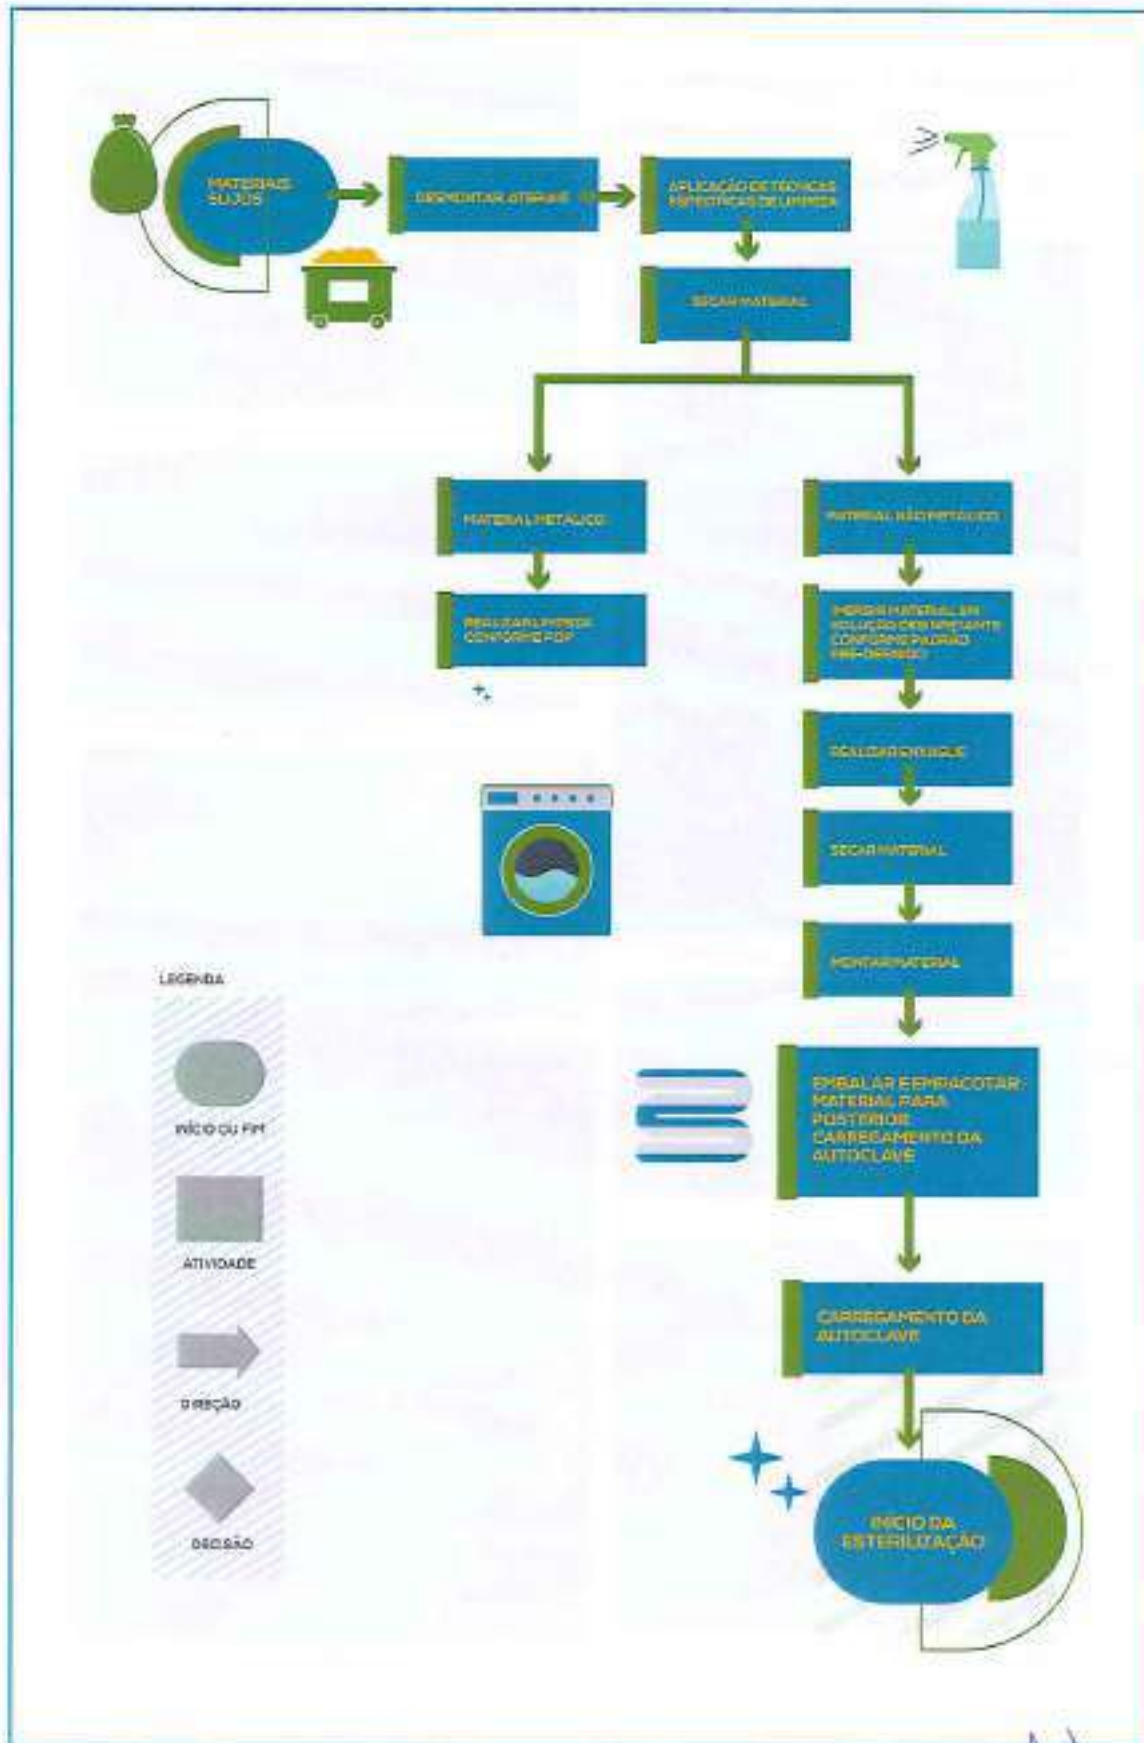 MATERIAIS
SUJOS
DESMONTAR ATERIAIS
APLICAÇÃO DE TÉCNICAS
ESPECÍFICAS DE LIMPEZA
SECAR MATERIAL
MATERIAL METÁLICO
MATERIAL NÃO METÁLICO
REALIZAR LIMPEZA
CONFORME POP
IMERGIR MATERIAL EM
SOLUÇÃO DESINFETANTE
CONFORME PADRÃO
PRÉ-DEFINIDO
REALIZAR ENXAGUE
SECAR MATERIAL
MONTAR MATERIAL
LEGENDA
INÍCIO OU FIM
ATIVIDADE
DIREÇÃO
DECISÃO
EMBALAR E EMPACOTAR
MATERIAL PARA
POSTERIOR
CARREGAMENTO DA
AUTOCLAVE
CARREGAMENTO DA
AUTOCLAVE
INÍCIO DA
ESTERILIZAÇÃO